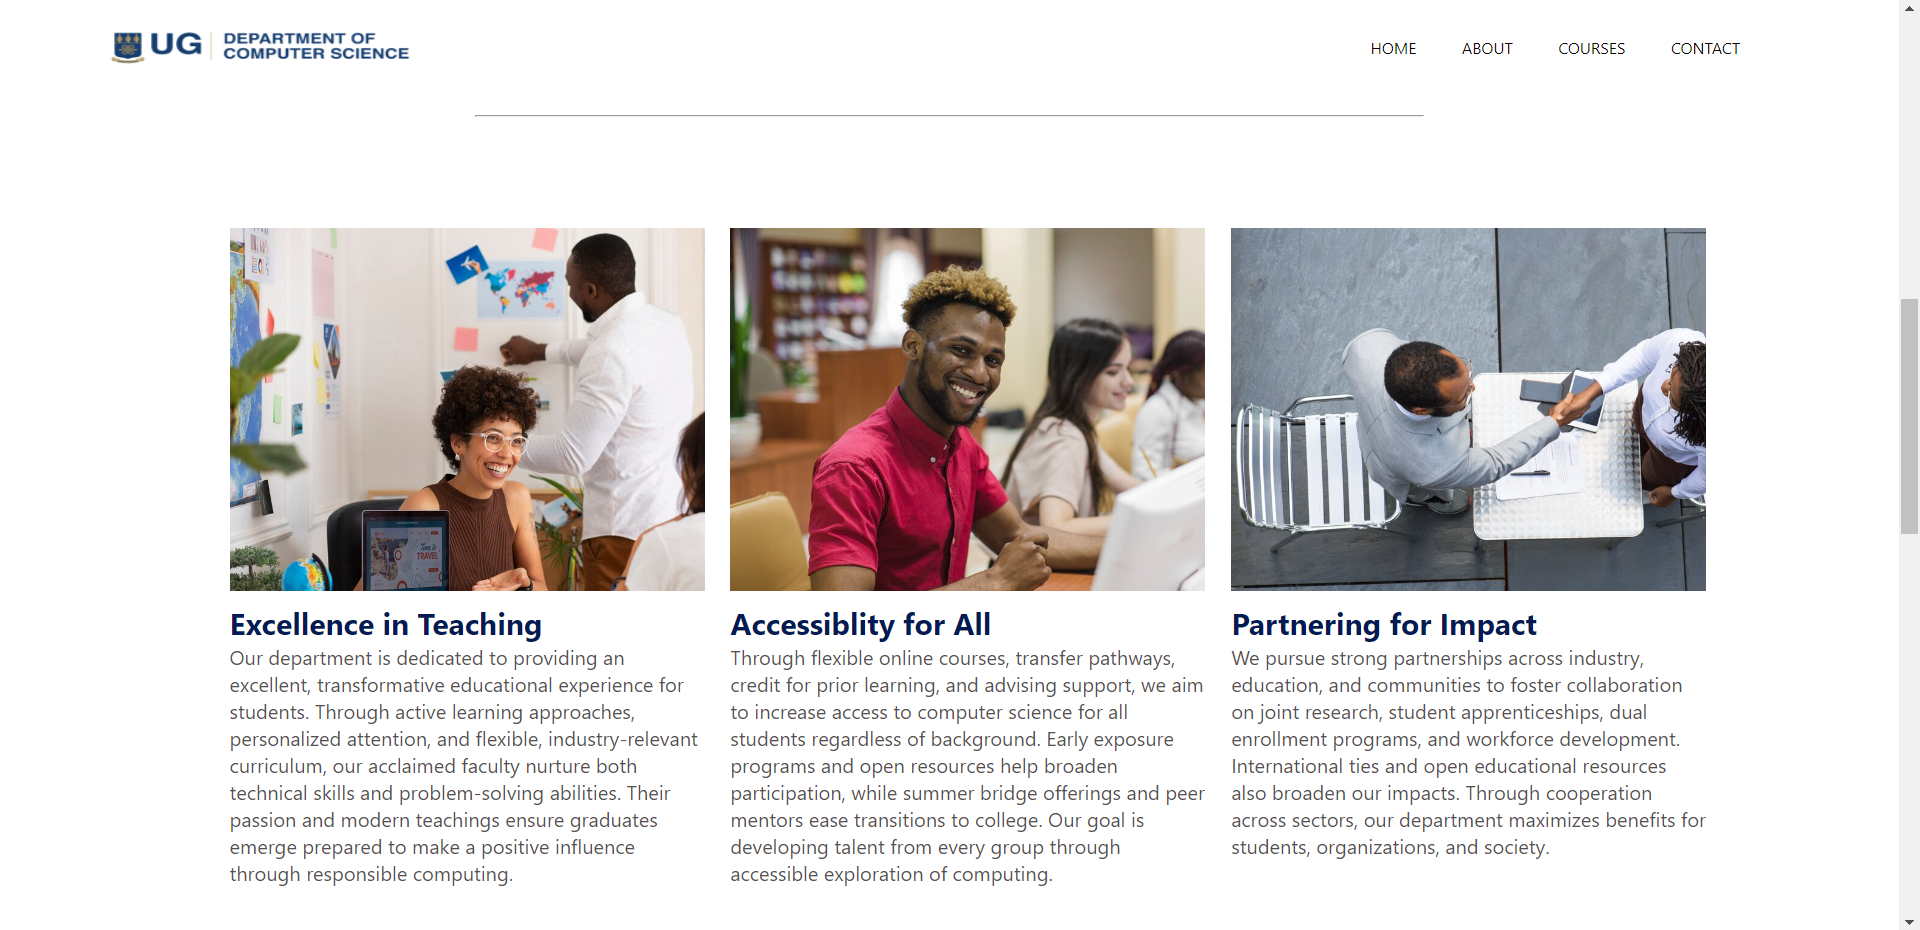 UG DEPARTMENT OF
COMPUTER SCIENCE
HOME ABOUT COURSES CONTACT
Time to
TRAVEL
Excellence in Teaching
Our department is dedicated to providing an
excellent, transformative educational experience for
students. Through active learning approaches,
personalized attention, and flexible, industry-relevant
curriculum, our acclaimed faculty nurture both
technical skills and problem-solving abilities. Their
passion and modern teachings ensure graduates
emerge prepared to make a positive influence
through responsible computing.
Accessiblity for All
Through flexible online courses, transfer pathways,
credit for prior learning, and advising support, we aim
to increase access to computer science for all
students regardless of background. Early exposure
programs and open resources help broaden
participation, while summer bridge offerings and peer
mentors ease transitions to college. Our goal is
developing talent from every group through
accessible exploration of computing.
Partnering for Impact
We pursue strong partnerships across industry,
education, and communities to foster collaboration
on joint research, student apprenticeships, dual
enrollment programs, and workforce development.
International ties and open educational resources
also broaden our impacts. Through cooperation
across sectors, our department maximizes benefits for
students, organizations, and society.